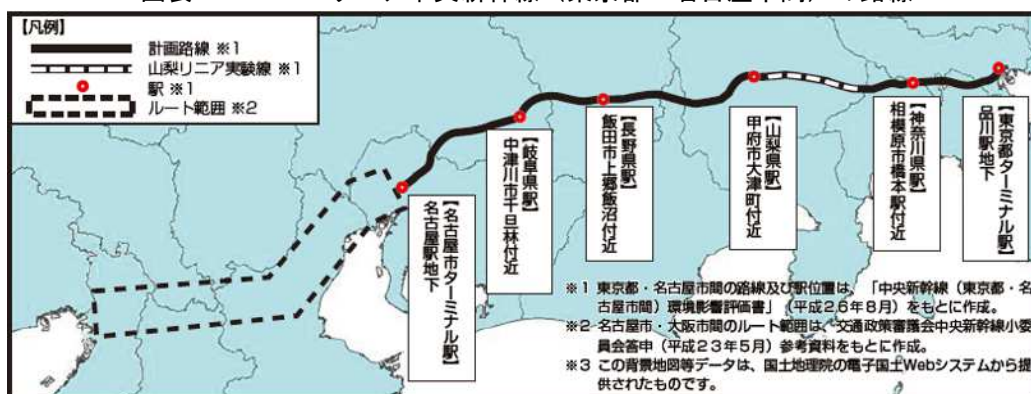 【凡例】
計画路線 ※1
山梨リニア実験線 ※1
駅 ※1
ルート範囲 ※2
【東京都ターミナル駅】
品川駅地下
【神奈川県駅】
相模原市橋本駅付近
【山梨県駅】
甲府市大津町付近
【長野県駅】
飯田市上郷飯沼付近
【岐阜県駅】
中津川市千旦林付近
【名古屋市ターミナル駅】
名古屋駅地下
※1 東京都・名古屋市間の路線及び駅位置は、「中央新幹線(東京都・名
古屋市間)環境影響評価書」(平成26年8月)をもとに作成。
※2 名古屋市・大阪市間のルート範囲は、交通政策審議会中央新幹線小委
員会答申(平成23年5月)参考資料をもとに作成。
※3 この背景地図等データは、国土地理院の電子国土Webシステムから提
供されたものです。